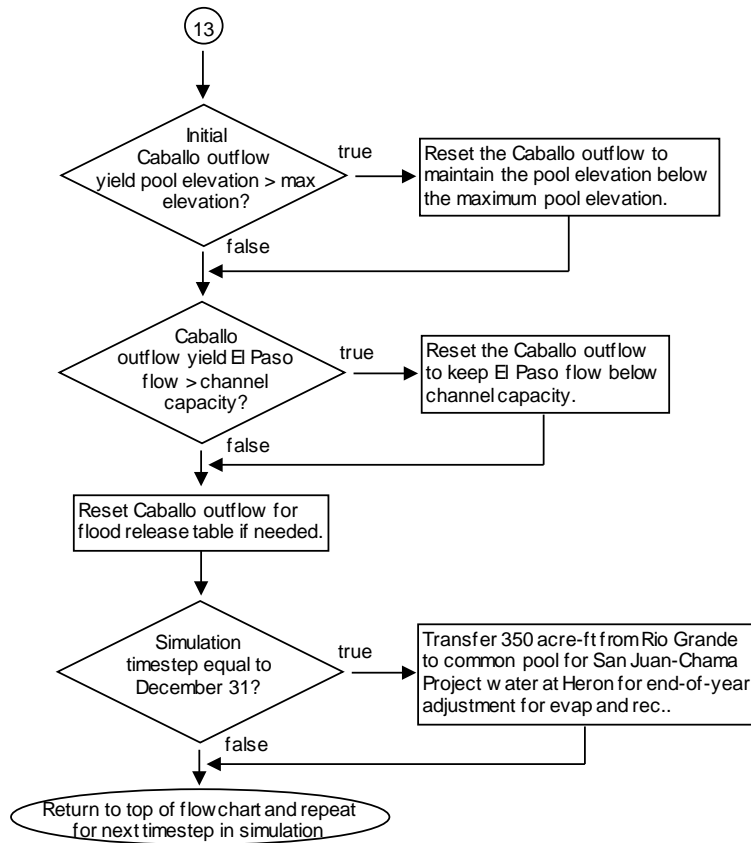 13
Initial
Caballo outflow
yield pool elevation > max
elevation?
true
Reset the Caballo outflow to
maintain the pool elevation below
the maximum pool elevation.
false
Caballo
outflow yield El Paso
flow > channel
capacity?
true
Reset the Caballo outflow
to keep El Paso flow below
channel capacity.
false
Reset Caballo outflow for
flood release table if needed.
Simulation
timestep equal to
December 31?
true
Transfer 350 acre-ft from Rio Grande
to common pool for San Juan-Chama
Project water at Heron for end-of-year
adjustment for evap and rec..
false
Return to top of flowchart and repeat
for next timestep in simulation